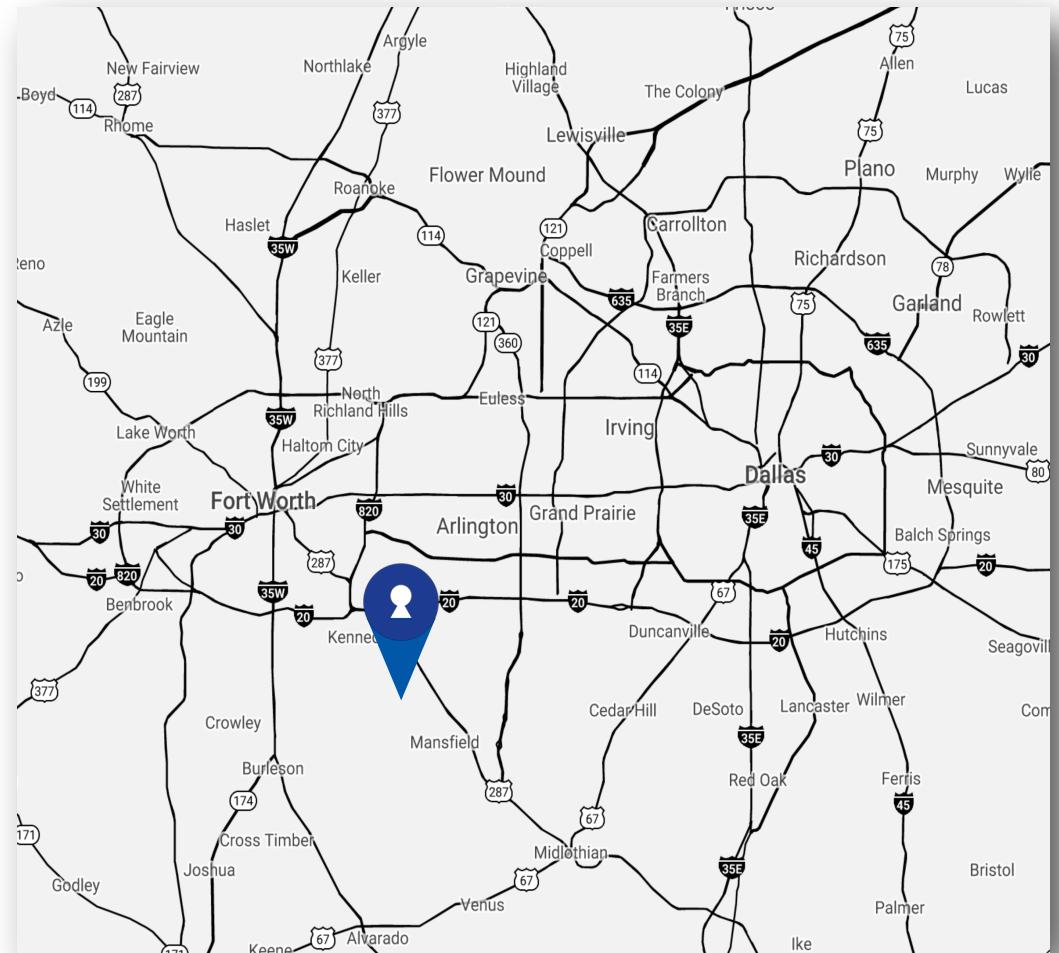 75
Argyle
New Fairview
Northlake
Allen
Highland
Village
287
Boyd
The Colony
Lucas
114
377
Rhome
75
Lewisville
Plano
Flower Mound
Murphy
Wylie
Roanoke
Haslet
121
Carrollton
114
35W
Coppell
Richardson
78
Keller
Grapevine
Farmers
Branch
635
75
Garland
Azle
Eagle
Mountain
121
35E
Rowlett
360
635
377
30
199
114
North
Richland Hills
Euless
35W
Irving
Lake Worth
Haltom City
30
Sunnyvale
80
Dallas
White
Settlement
Fort Worth
30
820
Mesquite
Arlington
Grand Prairie
35E
30
30
45
Balch Springs
287
175
20
20
820
35W
67
Benbrook
20
20
20
Kenned
Duncanville
20
Hutchins
377
Crowley
Cedar Hill
DeSoto
Lancaster
Wilmer
Mansfield
35E
Burleson
Red Oak
Ferris
174
287
45
67
171
Cross Timber
Midlothian
Joshua
35E
Bristol
Godley
67
Venus
Palmer
67
Alvarado
Keene
171
Ike